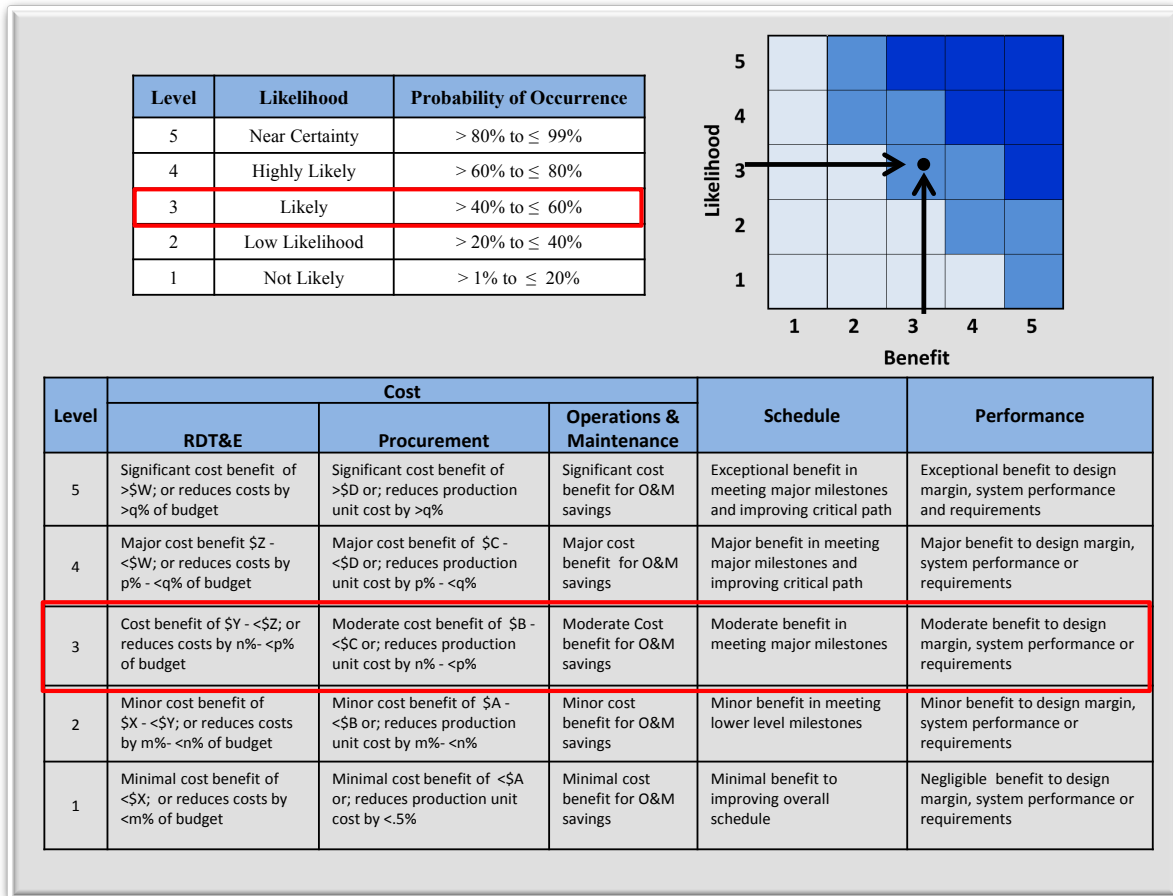 Level Likelihood Probability of Occurrence
5 Near Certainty > 80% to ≤ 99%
4 Highly Likely > 60% to ≤ 80%
3 Likely > 40% to ≤ 60%
2 Low Likelihood > 20% to ≤ 40%
1 Not Likely > 1% to ≤ 20%
Likelihood
5
4
3
2
1
1 2 3 4 5
Benefit
Level
Cost
RDT&E
Procurement
Operations &
Maintenance
Schedule
Performance
5
Significant cost benefit of
>$W; or reduces costs by
>q% of budget
Significant cost benefit of
>$D or; reduces production
unit cost by >q%
Significant cost
benefit for O&M
savings
Exceptional benefit in
meeting major milestones
and improving critical path
Exceptional benefit to design
margin, system performance
and requirements
4
Major cost benefit $Z -
<$W; or reduces costs by
p% - <q% of budget
Major cost benefit of $C -
<$D or; reduces production
unit cost by p% - <q%
Major cost
benefit for O&M
savings
Major benefit in meeting
major milestones and
improving critical path
Major benefit to design margin,
system performance or
requirements
3
Cost benefit of $Y - <$Z; or
reduces costs by n%- <p%
of budget
Moderate cost benefit of $B -
<$C or; reduces production
unit cost by n% - <p%
Moderate Cost
benefit for O&M
savings
Moderate benefit in
meeting major milestones
Moderate benefit to design
margin, system performance or
requirements
2
Minor cost benefit of
$X - <$Y; or reduces costs
by m%- <n% of budget
Minor cost benefit of $A -
<$B or; reduces production
unit cost by m%- <n%
Minor cost
benefit for O&M
savings
Minor benefit in meeting
lower level milestones
Minor benefit to design margin,
system performance or
requirements
1
Minimal cost benefit of
<$X; or reduces costs by
<m% of budget
Minimal cost benefit of <$A
or; reduces production unit
cost by <.5%
Minimal cost
benefit for O&M
savings
Minimal benefit to
improving overall
schedule
Negligible benefit to design
margin, system performance or
requirements